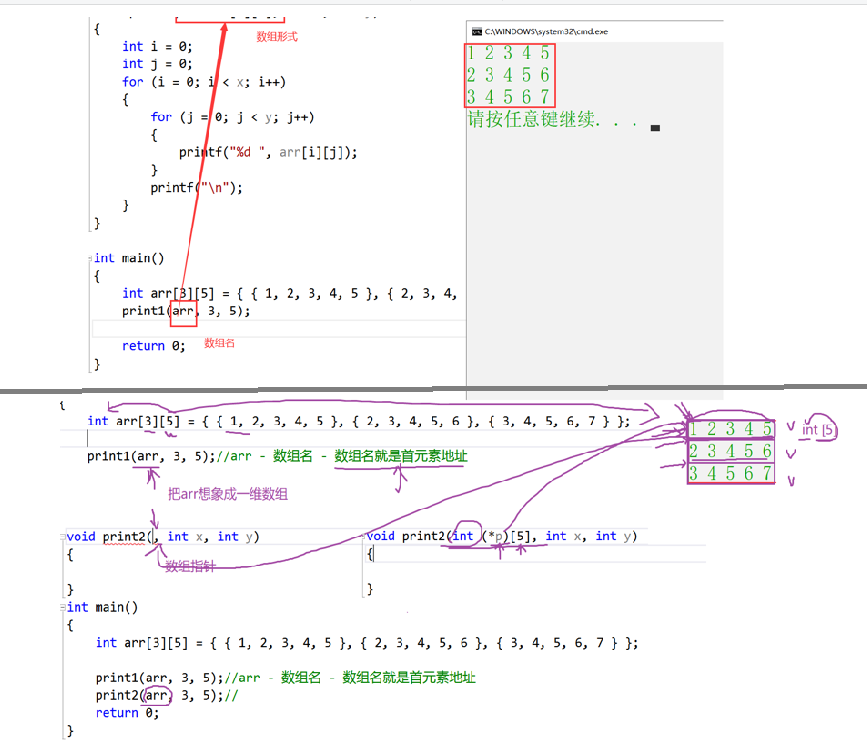 数组形式
{
int i = 0;
int j = 0;
for (i = 0; i < x; i++)
{
for (j = 0; j < y; j++)
{
printf("%d ", arr[i][j]);
}
printf("\n");
}
}
int main()
{
int arr[3][5] = { { 1, 2, 3, 4, 5 }, { 2, 3, 4,
print1(arr, 3, 5);
return 0;
数组名
}
C:\WINDOWS\system32\cmd.exe
1 2 3 4 5
2 3 4 5 6
3 4 5 6 7
请按任意键继续. . .
{
int arr[3][5] = { { 1, 2, 3, 4, 5 }, { 2, 3, 4, 5, 6 }, { 3, 4, 5, 6, 7 } };
print1(arr, 3, 5);//arr - 数组名 - 数组名就是首元素地址
1 2 3 4 5
int [5
2 3 4 5 6
3 4 5 6 7
把arr想象成一维数组
void print2(, int x, int y)
{
数组指针
}
void print2(int (*p)[5], int x, int y)
{
}
int main()
{
int arr[3][5] = { { 1, 2, 3, 4, 5 }, { 2, 3, 4, 5, 6 }, { 3, 4, 5, 6, 7 } };
print1(arr, 3, 5);//arr - 数组名 - 数组名就是首元素地址
print2(arr, 3, 5);//
return 0;
}